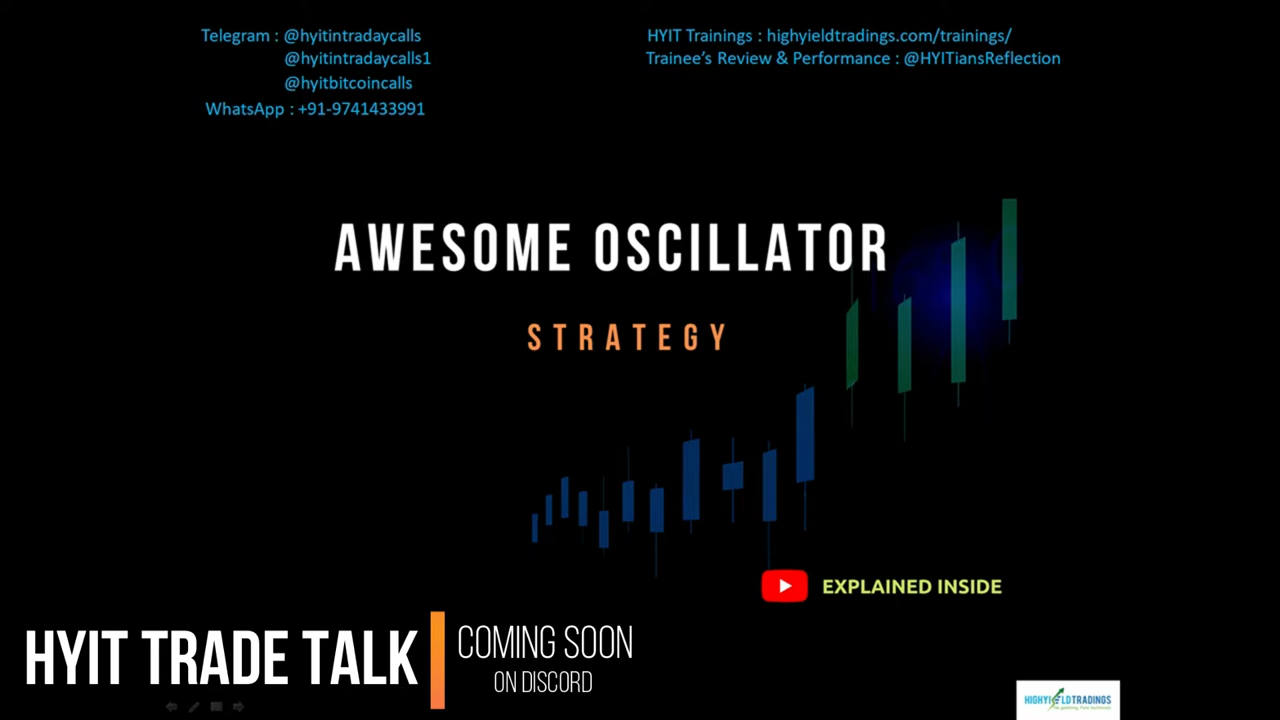 Telegram : @hyitintradaycalls
@hyitintradaycalls1
@hyitbitcoincalls
WhatsApp : +91-9741433991
HYIT Trainings : highyieldtradings.com/trainings/
Trainee's Review & Performance : @HYITiansReflection
AWESOME OSCILLATOR
STRATEGY
EXPLAINED INSIDE
HYIT TRADE TALK
COMING SOON
ON DISCORD
HIGHYIELDTRADINGS